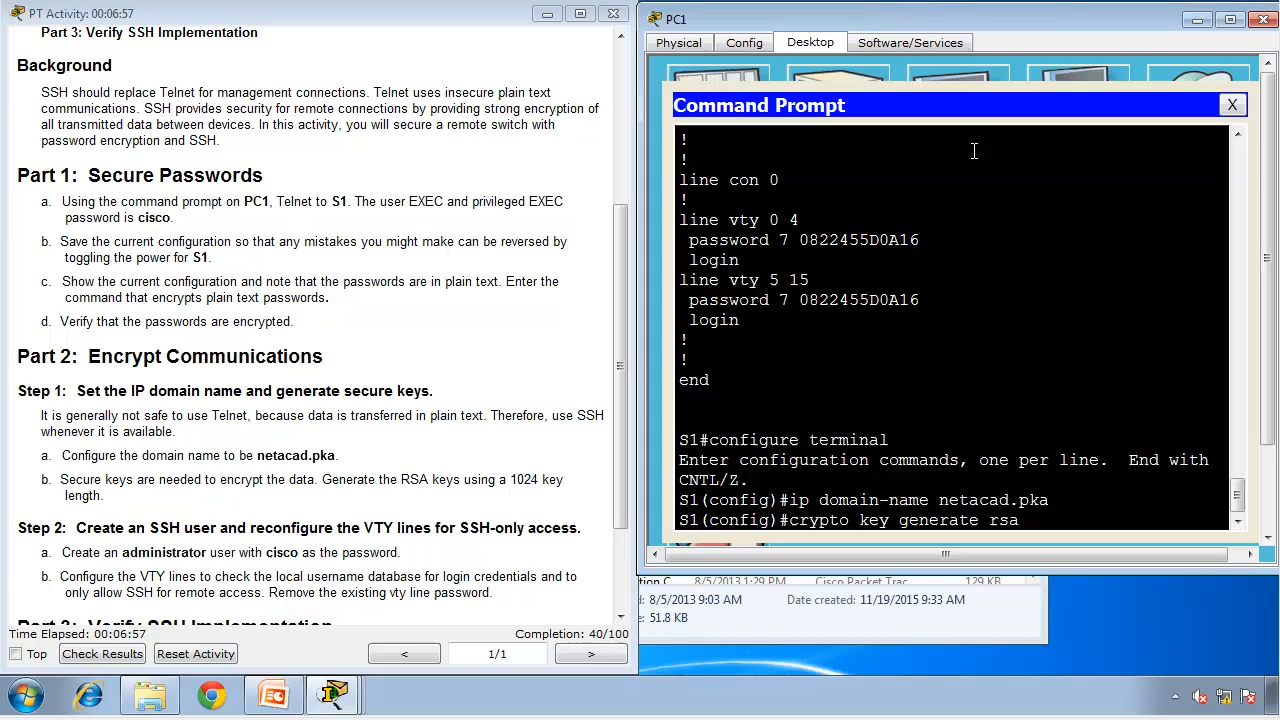 PT Activity: 00:06:57
Part 3: Verify SSH Implementation
Background
SSH should replace Telnet for management connections. Telnet uses insecure plain text
communications. SSH provides security for remote connections by providing strong encryption of
all transmitted data between devices. In this activity, you will secure a remote switch with
password encryption and SSH.
Part 1: Secure Passwords
a. Using the command prompt on PC1, Telnet to S1. The user EXEC and privileged EXEC
password is cisco.
b. Save the current configuration so that any mistakes you might make can be reversed by
toggling the power for S1.
c. Show the current configuration and note that the passwords are in plain text. Enter the
command that encrypts plain text passwords.
d. Verify that the passwords are encrypted.
Part 2: Encrypt Communications
Step 1: Set the IP domain name and generate secure keys.
It is generally not safe to use Telnet, because data is transferred in plain text. Therefore, use SSH
whenever it is available.
a. Configure the domain name to be netacad.pka.
b. Secure keys are needed to encrypt the data. Generate the RSA keys using a 1024 key
length.
Step 2: Create an SSH user and reconfigure the VTY lines for SSH-only access.
a. Create an administrator user with cisco as the password.
b. Configure the VTY lines to check the local username database for login credentials and to
only allow SSH for remote access. Remove the existing vty line password.
Part 3: Verify SSH Implementation
Time Elapsed: 00:06:57
Completion: 40/100
Top
Check Results
Reset Activity
<
1/1
>
PC1
Physical
Config
Desktop
Software/Services
Command Prompt
X
!
!
line con 0
!
line vty 0 4
password 7 0822455D0A16
login
line vty 5 15
password 7 0822455D0A16
login
!
!
end
S1#configure terminal
Enter configuration commands, one per line. End with
CNTL/Z.
S1(config)#ip domain-name netacad.pka
S1(config)#crypto key generate rsa
tion C 8/5/2013 1:29 PM Cisco Packet Trac 129 KB
d: 8/5/2013 9:03 AM Date created: 11/19/2015 9:33 AM
e: 51.8 KB